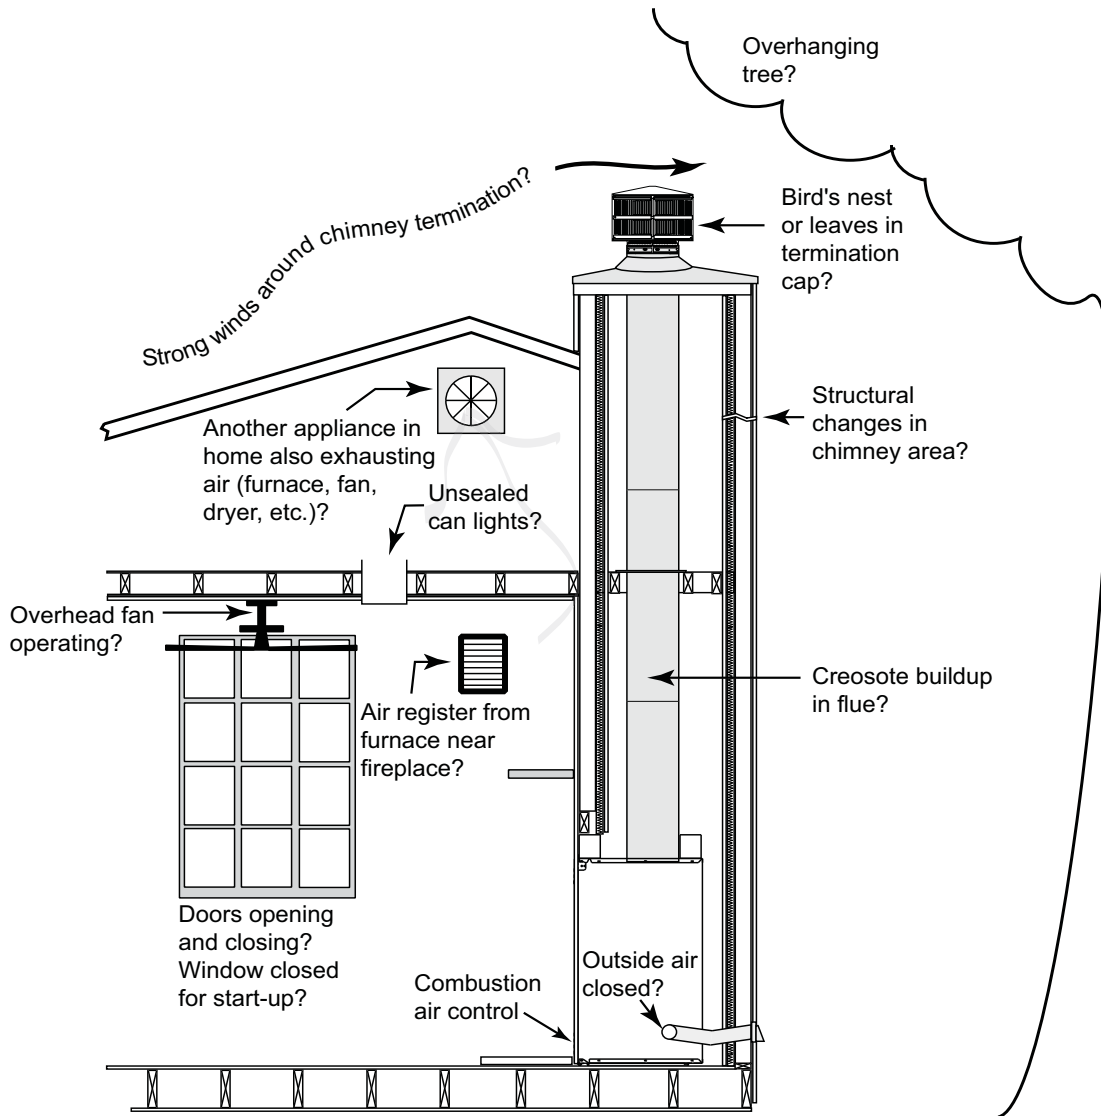 Overhanging
tree?
Strong winds around chimney termination?
Bird's nest
or leaves in
termination
cap?
Structural
changes in
chimney area?
Another appliance in
home also exhausting
air (furnace, fan,
dryer, etc.)?
Unsealed
can lights?
Overhead fan
operating?
Air register from
furnace near
fireplace?
Creosote buildup
in flue?
Doors opening
and closing?
Window closed
for start-up?
Combustion
air control
Outside air
closed?